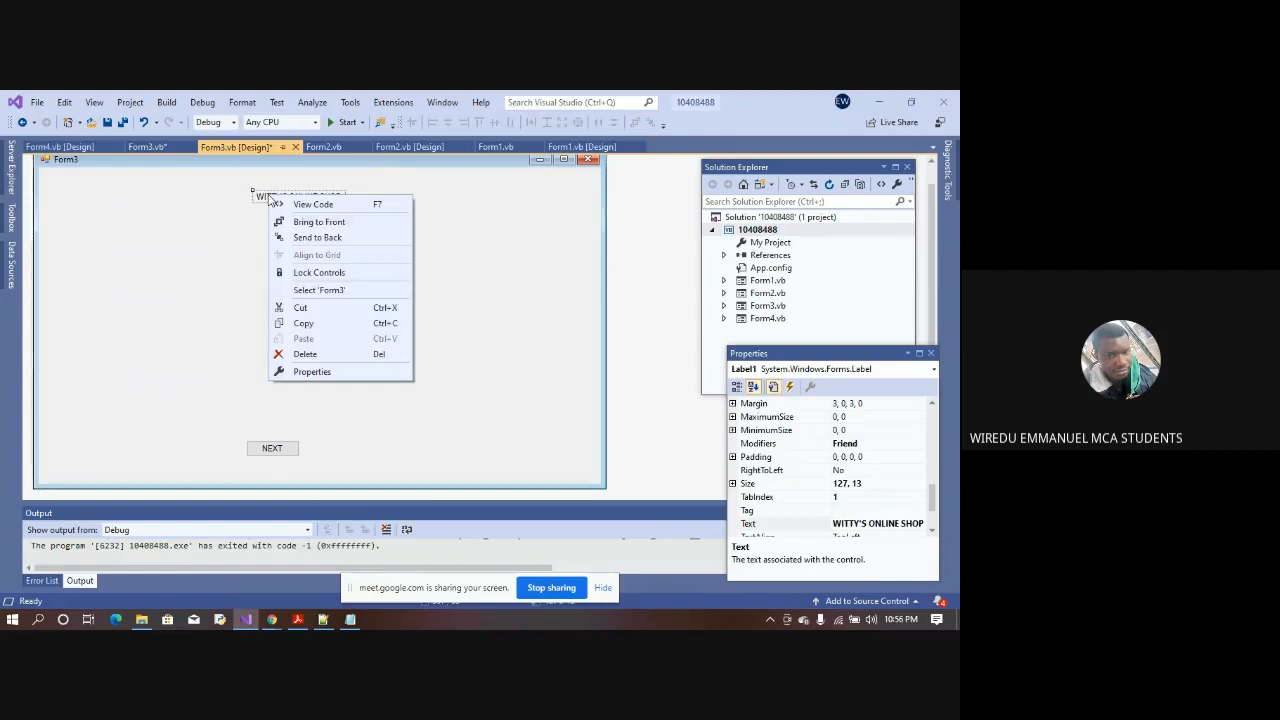 File Edit View Project Build Debug Format Test Analyze Tools Extensions Window Help Search Visual Studio (Ctrl+Q) 10408488 EW
Debug Any CPU Start Live Share
Form4.vb [Design] Form3.vb* Form3.vb [Design]* Form2.vb Form2.vb [Design] Form1.vb Form1.vb [Design]
Server Explorer
Toolbox
Data Sources
Diagnostic Tools
Form3
View Code F7
Bring to Front
Send to Back
Align to Grid
Lock Controls
Select 'Form3'
Cut Ctrl+X
Copy Ctrl+C
Paste Ctrl+V
Delete Del
Properties
NEXT
Solution Explorer
Search Solution Explorer (Ctrl+;)
Solution '10408488' (1 project)
10408488
My Project
References
App.config
Form1.vb
Form2.vb
Form3.vb
Form4.vb
Properties
Label1 System.Windows.Forms.Label
Margin 3, 0, 3, 0
MaximumSize 0, 0
MinimumSize 0, 0
Modifiers Friend
Padding 0, 0, 0, 0
RightToLeft No
Size 127, 13
TabIndex 1
Tag
Text WITTY'S ONLINE SHOP
Text
The text associated with the control.
Output
Show output from: Debug
The program '[6232] 10408488.exe' has exited with code -1 (0xffffffff).
Error List Output
meet.google.com is sharing your screen. Stop sharing Hide
Ready Add to Source Control 4
10:56 PM
WIREDU EMMANUEL MCA STUDENTS